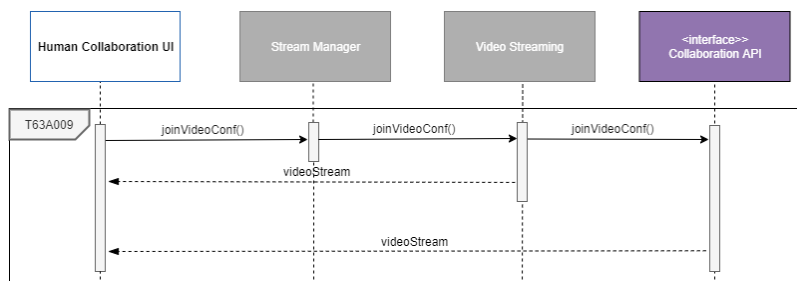 Human Collaboration UI
Stream Manager
Video Streaming
<interface>>
Collaboration API
T63A009
joinVideoConf()
joinVideoConf()
joinVideoConf()
videoStream
videoStream